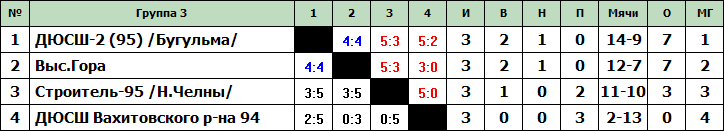 № Группа 3 1 2 3 4 И В Н П Мячи О МГ
1 ДЮСШ-2 (95) /Бугульма/ 4:4 5:3 5:2 3 2 1 0 14-9 7 1
2 Выс.Гора 4:4 5:3 3:0 3 2 1 0 12-7 7 2
3 Строитель-95 /Н.Челны/ 3:5 3:5 5:0 3 1 0 2 11-10 3 3
4 ДЮСШ Вахитовского р-на 94 2:5 0:3 0:5 3 0 0 3 2-13 0 4